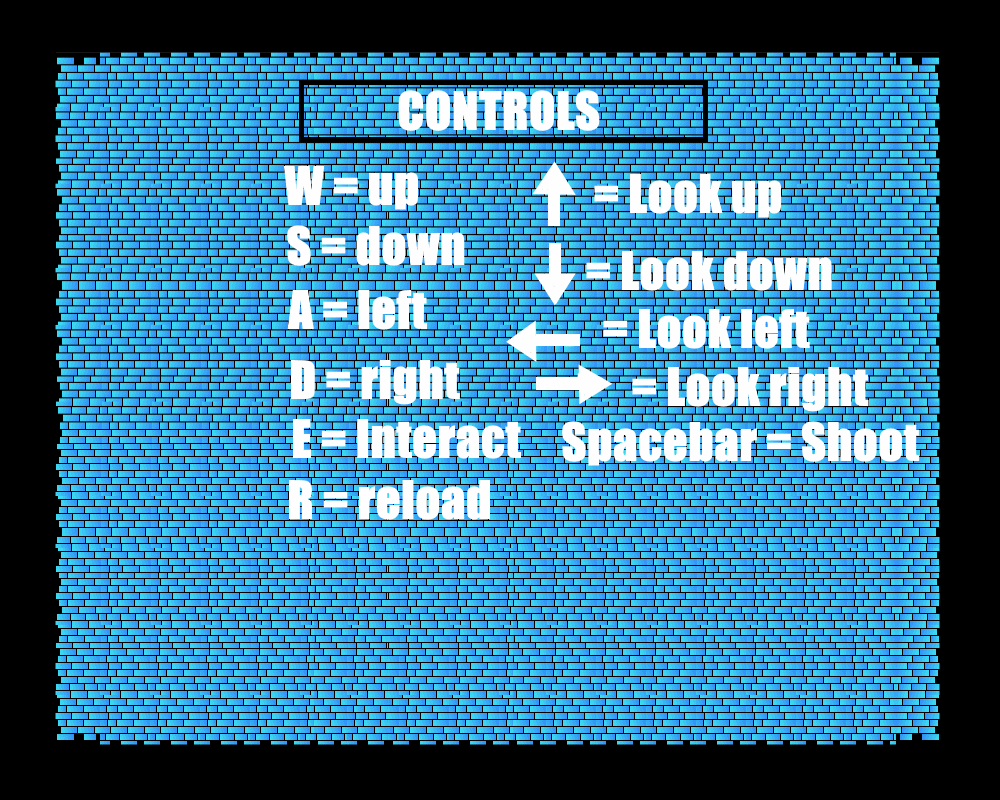 CONTROLS
W = up
S = down
A = left
D = right
E = Interact
R = reload
= Look up
= Look down
= Look left
= Look right
Spacebar = Shoot